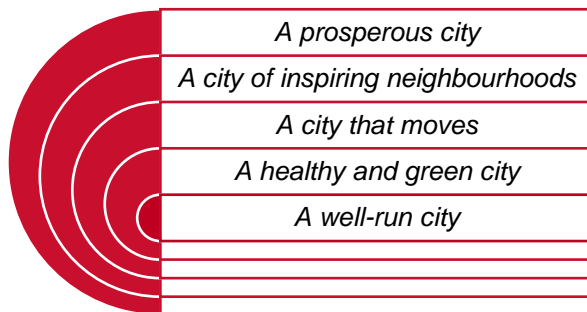 A prosperous city
A city of inspiring neighbourhoods
A city that moves
A healthy and green city
A well-run city